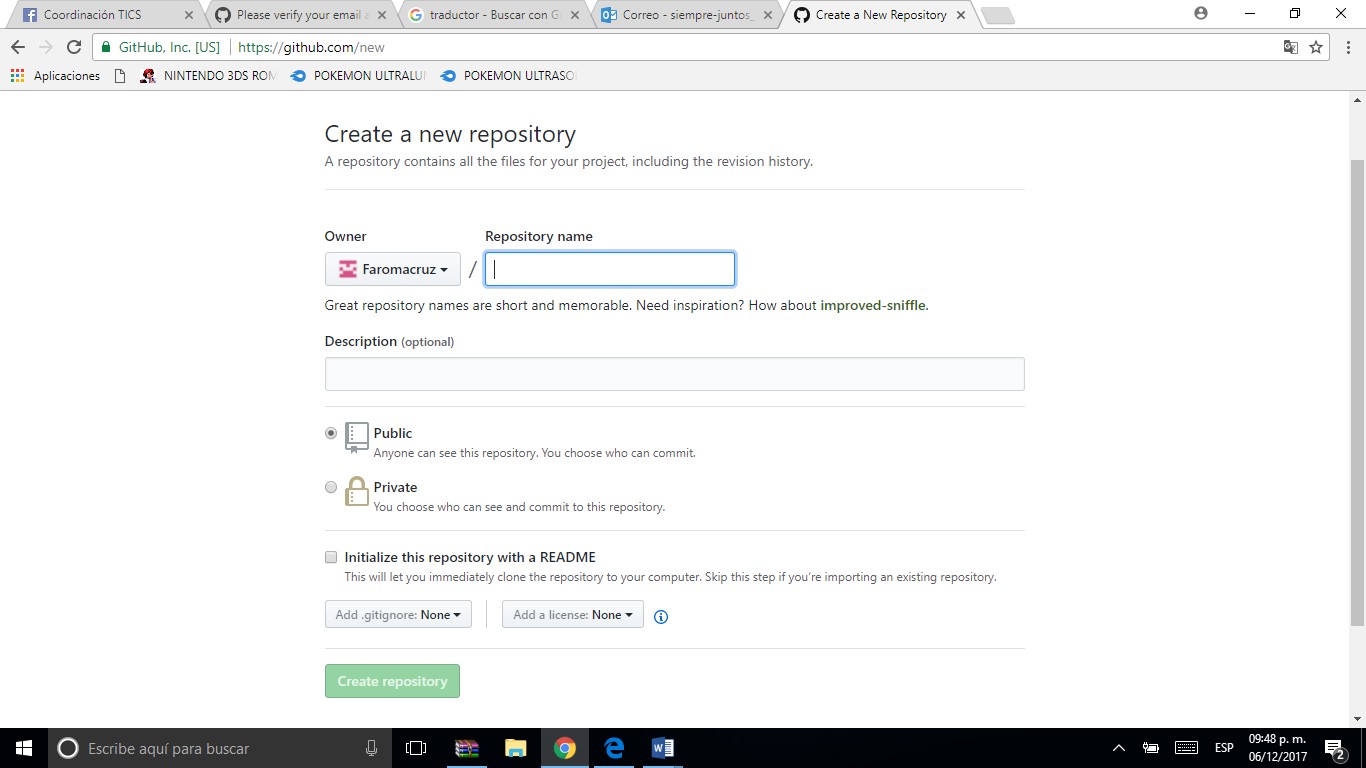 Coordinación TICS
Please verify your email a
traductor - Buscar con G
Correo - siempre-juntos_
Create a New Repository
GitHub, Inc. [US] https://github.com/new
Aplicaciones
NINTENDO 3DS ROM
POKEMON ULTRALU
POKEMON ULTRASO
Create a new repository
A repository contains all the files for your project, including the revision history.
Owner
Repository name
Faromacruz /
Great repository names are short and memorable. Need inspiration? How about improved-sniffle.
Description (optional)
Public
Anyone can see this repository. You choose who can commit.
Private
You choose who can see and commit to this repository.
Initialize this repository with a README
This will let you immediately clone the repository to your computer. Skip this step if you're importing an existing repository.
Add .gitignore: None
Add a license: None
Create repository
Escribe aquí para buscar
ESP
09:48 p. m.
06/12/2017
2